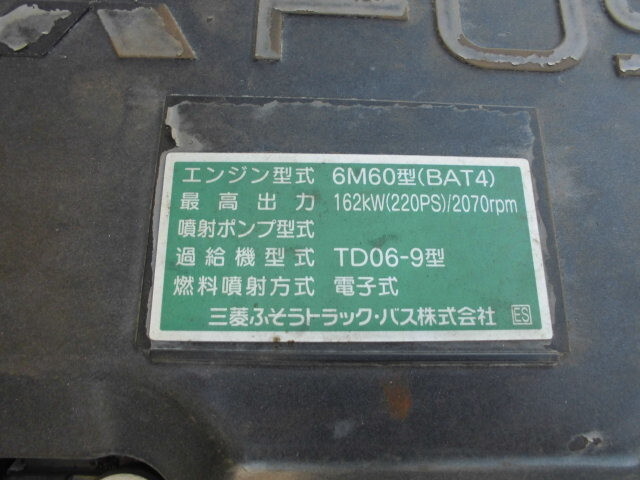 FUS
エンジン型式 6M60型(BAT4)
最高出力 162kW(220PS)/2070rpm
噴射ポンプ型式
過給機型式 TD06-9型
燃料噴射方式 電子式
三菱ふそうトラック・バス株式会社 ES